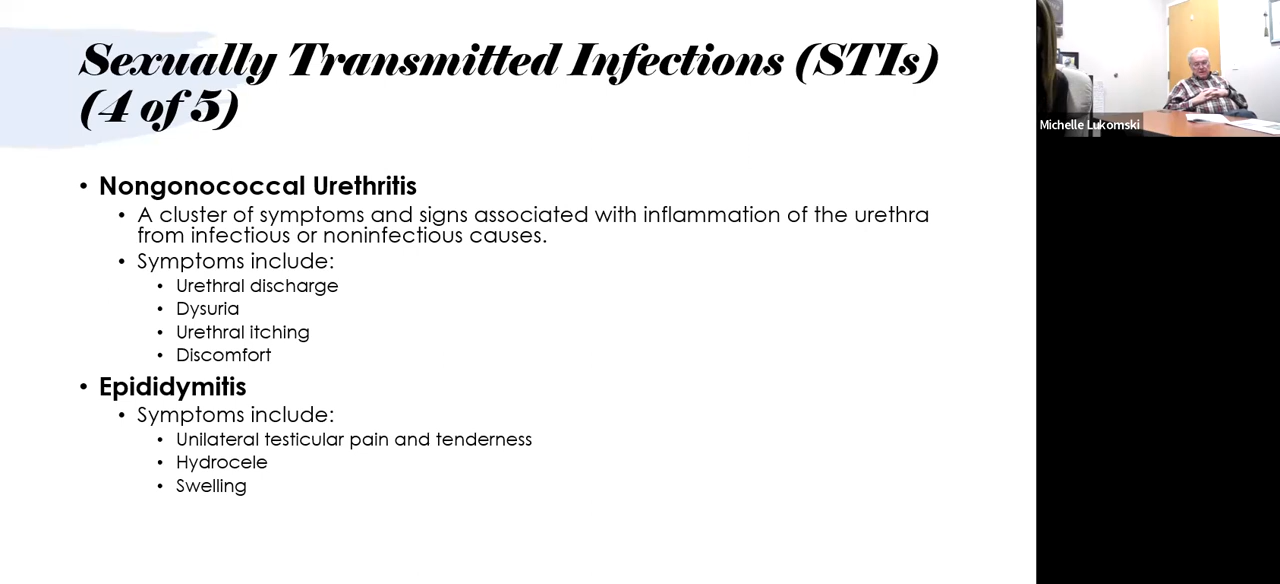 Sexually Transmitted Infections (STIs)
(4 of 5)
• Nongonococcal Urethritis
• A cluster of symptoms and signs associated with inflammation of the urethra
from infectious or noninfectious causes.
• Symptoms include:
• Urethral discharge
• Dysuria
• Urethral itching
• Discomfort
• Epididymitis
• Symptoms include:
• Unilateral testicular pain and tenderness
• Hydrocele
• Swelling
Michelle Lukomski